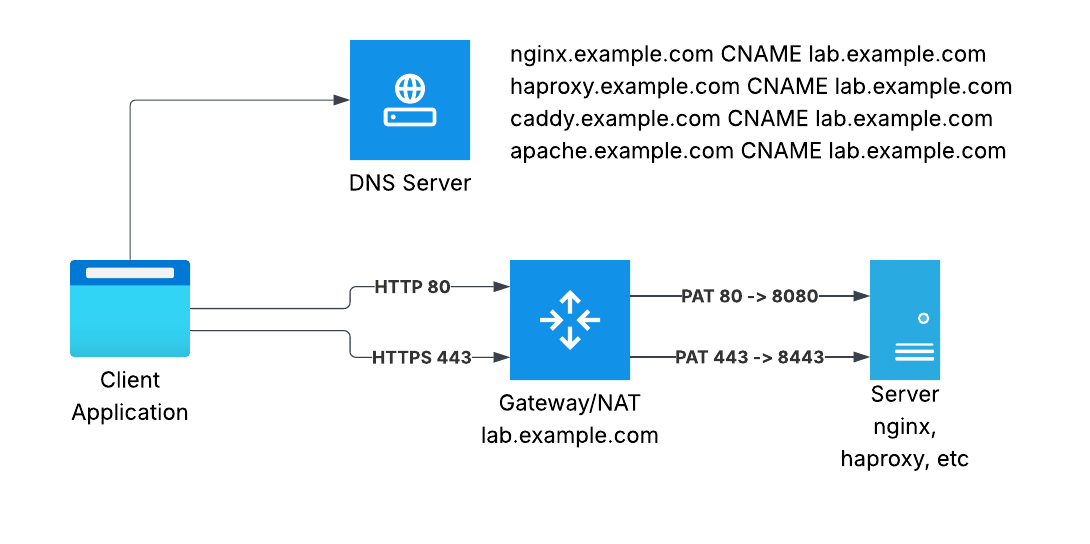 nginx.example.com CNAME lab.example.com
haproxy.example.com CNAME lab.example.com
caddy.example.com CNAME lab.example.com
apache.example.com CNAME lab.example.com
DNS Server
HTTP 80
PAT 80 -> 8080
HTTPS 443
PAT 443 -> 8443
Client
Application
Gateway/NAT
lab.example.com
Server
nginx,
haproxy, etc